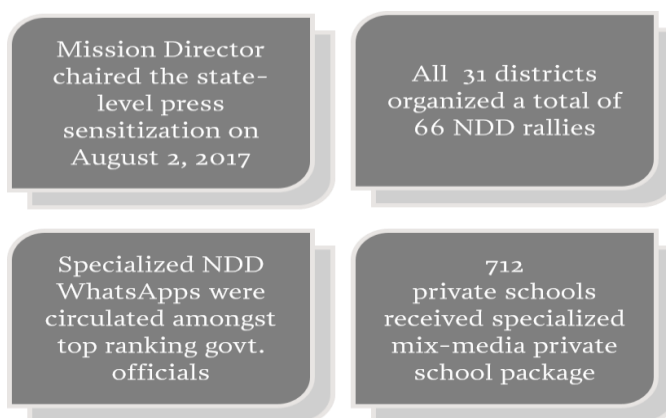 Mission Director
chaired the state-
level press
sensitization on
August 2, 2017
All 31 districts
organized a total of
66 NDD rallies
Specialized NDD
WhatsApps were
circulated amongst
top ranking govt.
officials
712
private schools
received specialized
mix-media private
school package